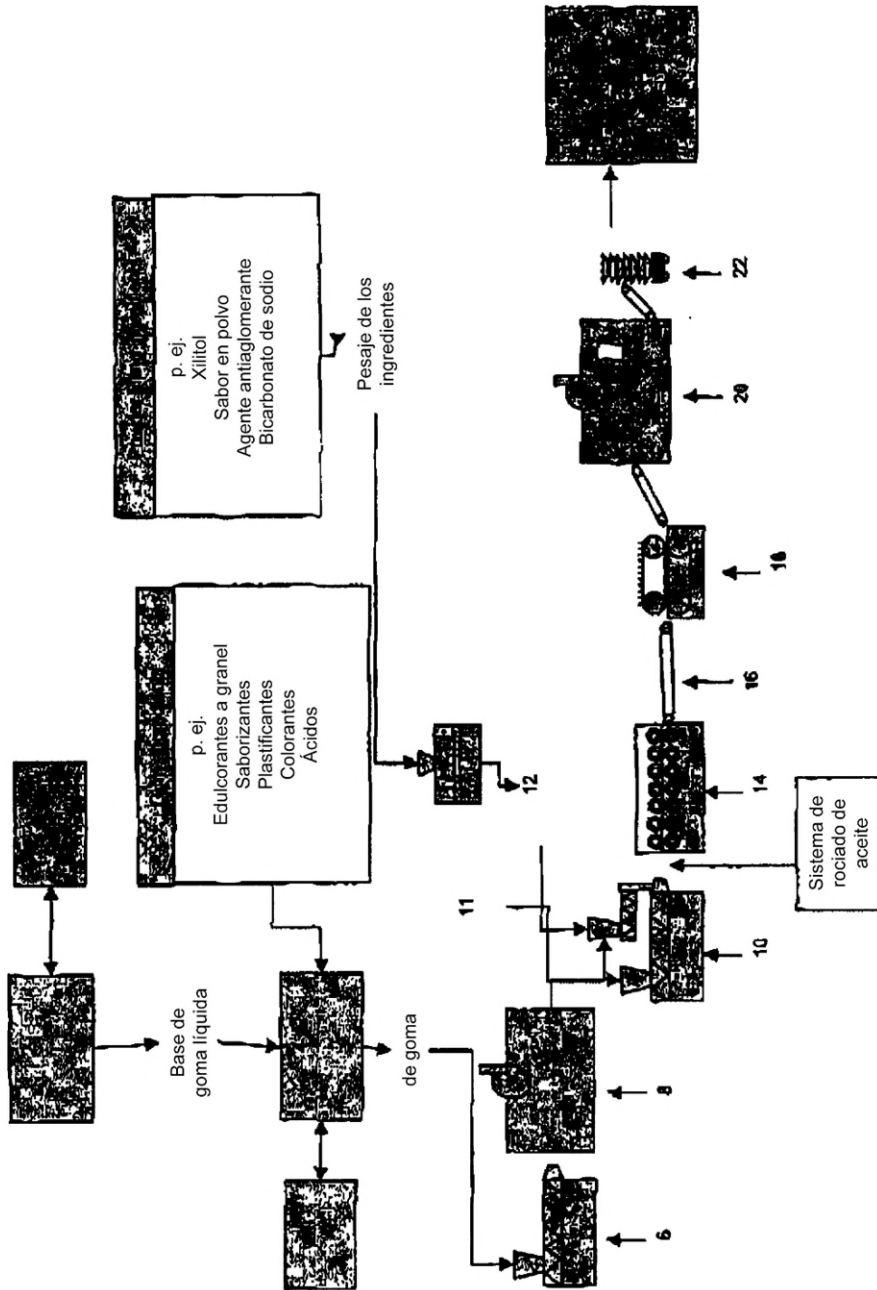 p. ej.
Xilitol
Sabor en polvo
Agente antiaglomerante
Bicarbonato de sodio
Pesaje de los
ingredientes
p. ej.
Edulcorantes a granel
Saborizantes
Plastificantes
Colorantes
Ácidos
Base de
goma líquida
de goma
12
11
Sistema de
rociado de
aceite
6
8
10
14
16
18
20
22